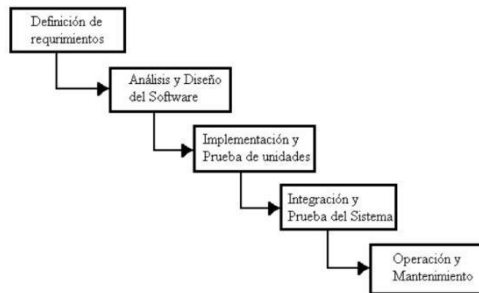 Definición de
requrimientos
Análisis y Diseño
del Software
Implementación y
Prueba de unidades
Integración y
Prueba del Sistema
Operación y
Mantenimiento